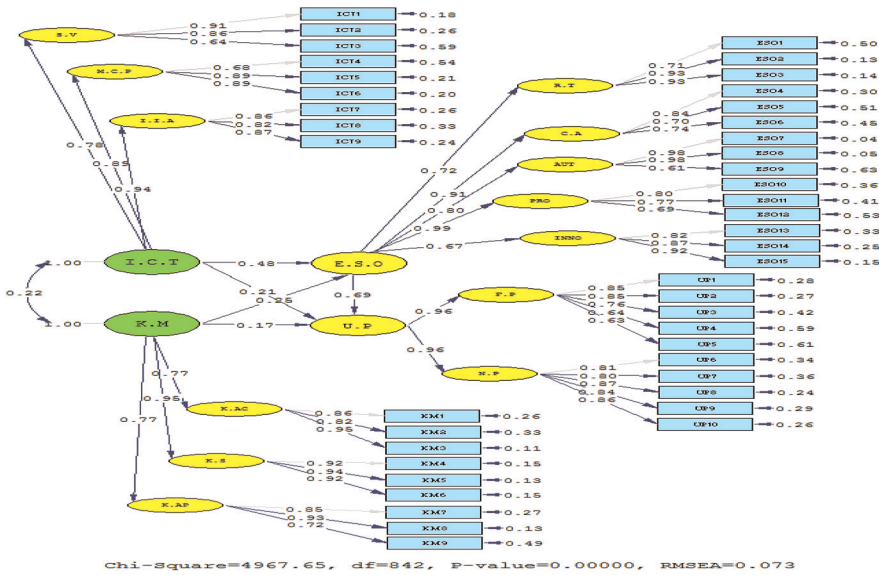 S.V
0.91
0.86
0.64
ICT1
0.18
ICT2
0.26
ICT3
0.59
M.C.P
0.68
0.89
0.89
ICT4
0.54
ICT5
0.21
ICT6
0.20
I.I.A
0.86
0.82
0.87
ICT7
0.26
ICT8
0.33
ICT9
0.24
0.78
0.89
0.94
R.T
0.71
0.93
0.93
ESO1
0.50
ESO2
0.13
ESO3
0.14
C.A
0.84
0.70
0.74
ESO4
0.30
ESO5
0.51
ESO6
0.45
AUT
0.98
0.98
0.61
ESO7
0.04
ESO8
0.05
ESO9
0.63
PRO
0.80
0.77
0.69
ESO10
0.36
ESO11
0.41
ESO12
0.53
INNO
0.82
0.87
0.92
ESO13
0.33
ESO14
0.25
ESO15
0.15
0.72
0.91
0.80
0.99
0.67
1.00
I.C.T
0.48
E.S.O
0.22
0.21
0.25
0.69
1.00
K.M
0.17
U.P
0.96
0.96
F.P
0.85
0.85
0.76
0.64
0.63
UP1
0.28
UP2
0.27
UP3
0.42
UP4
0.59
UP5
0.61
N.P
0.81
0.80
0.87
0.84
0.86
UP6
0.34
UP7
0.36
UP8
0.24
UP9
0.29
UP10
0.26
0.77
0.95
0.77
K.AC
0.86
0.82
0.95
KM1
0.26
KM2
0.33
KM3
0.11
K.S
0.92
0.94
0.92
KM4
0.15
KM5
0.13
KM6
0.15
K.AP
0.85
0.93
0.72
KM7
0.27
KM8
0.13
KM9
0.49
Chi-Square=4967.65, df=842, P-value=0.00000, RMSEA=0.073